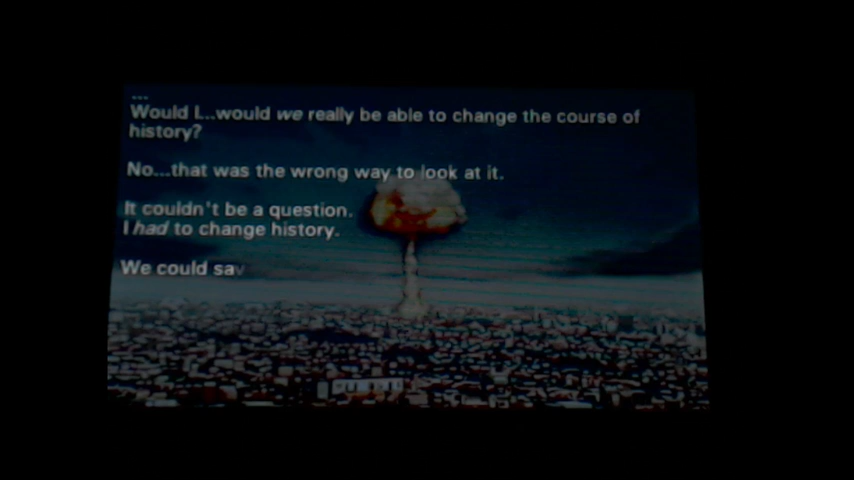 ...
Would I...would we really be able to change the course of
history?
No...that was the wrong way to look at it.
It couldn't be a question.
I had to change history.
We could sav